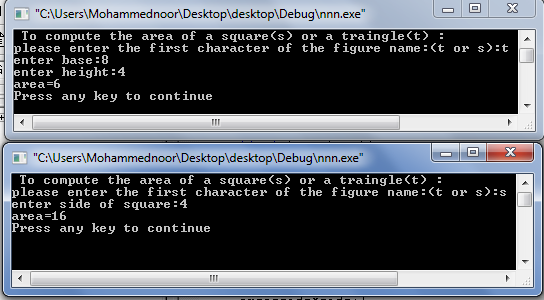 "C:\Users\Mohammednoor\Desktop\desktop\Debug\nnn.exe"
To compute the area of a square(s) or a traingle(t) :
please enter the first character of the figure name:(t or s):t
enter base:8
enter height:4
area=6
Press any key to continue
"C:\Users\Mohammednoor\Desktop\desktop\Debug\nnn.exe"
To compute the area of a square(s) or a traingle(t) :
please enter the first character of the figure name:(t or s):s
enter side of square:4
area=16
Press any key to continue